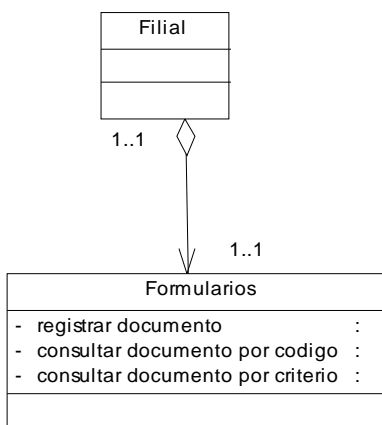 Filial
1..1
1..1
Formularios
- registrar documento :
- consultar documento por codigo :
- consultar documento por criterio :